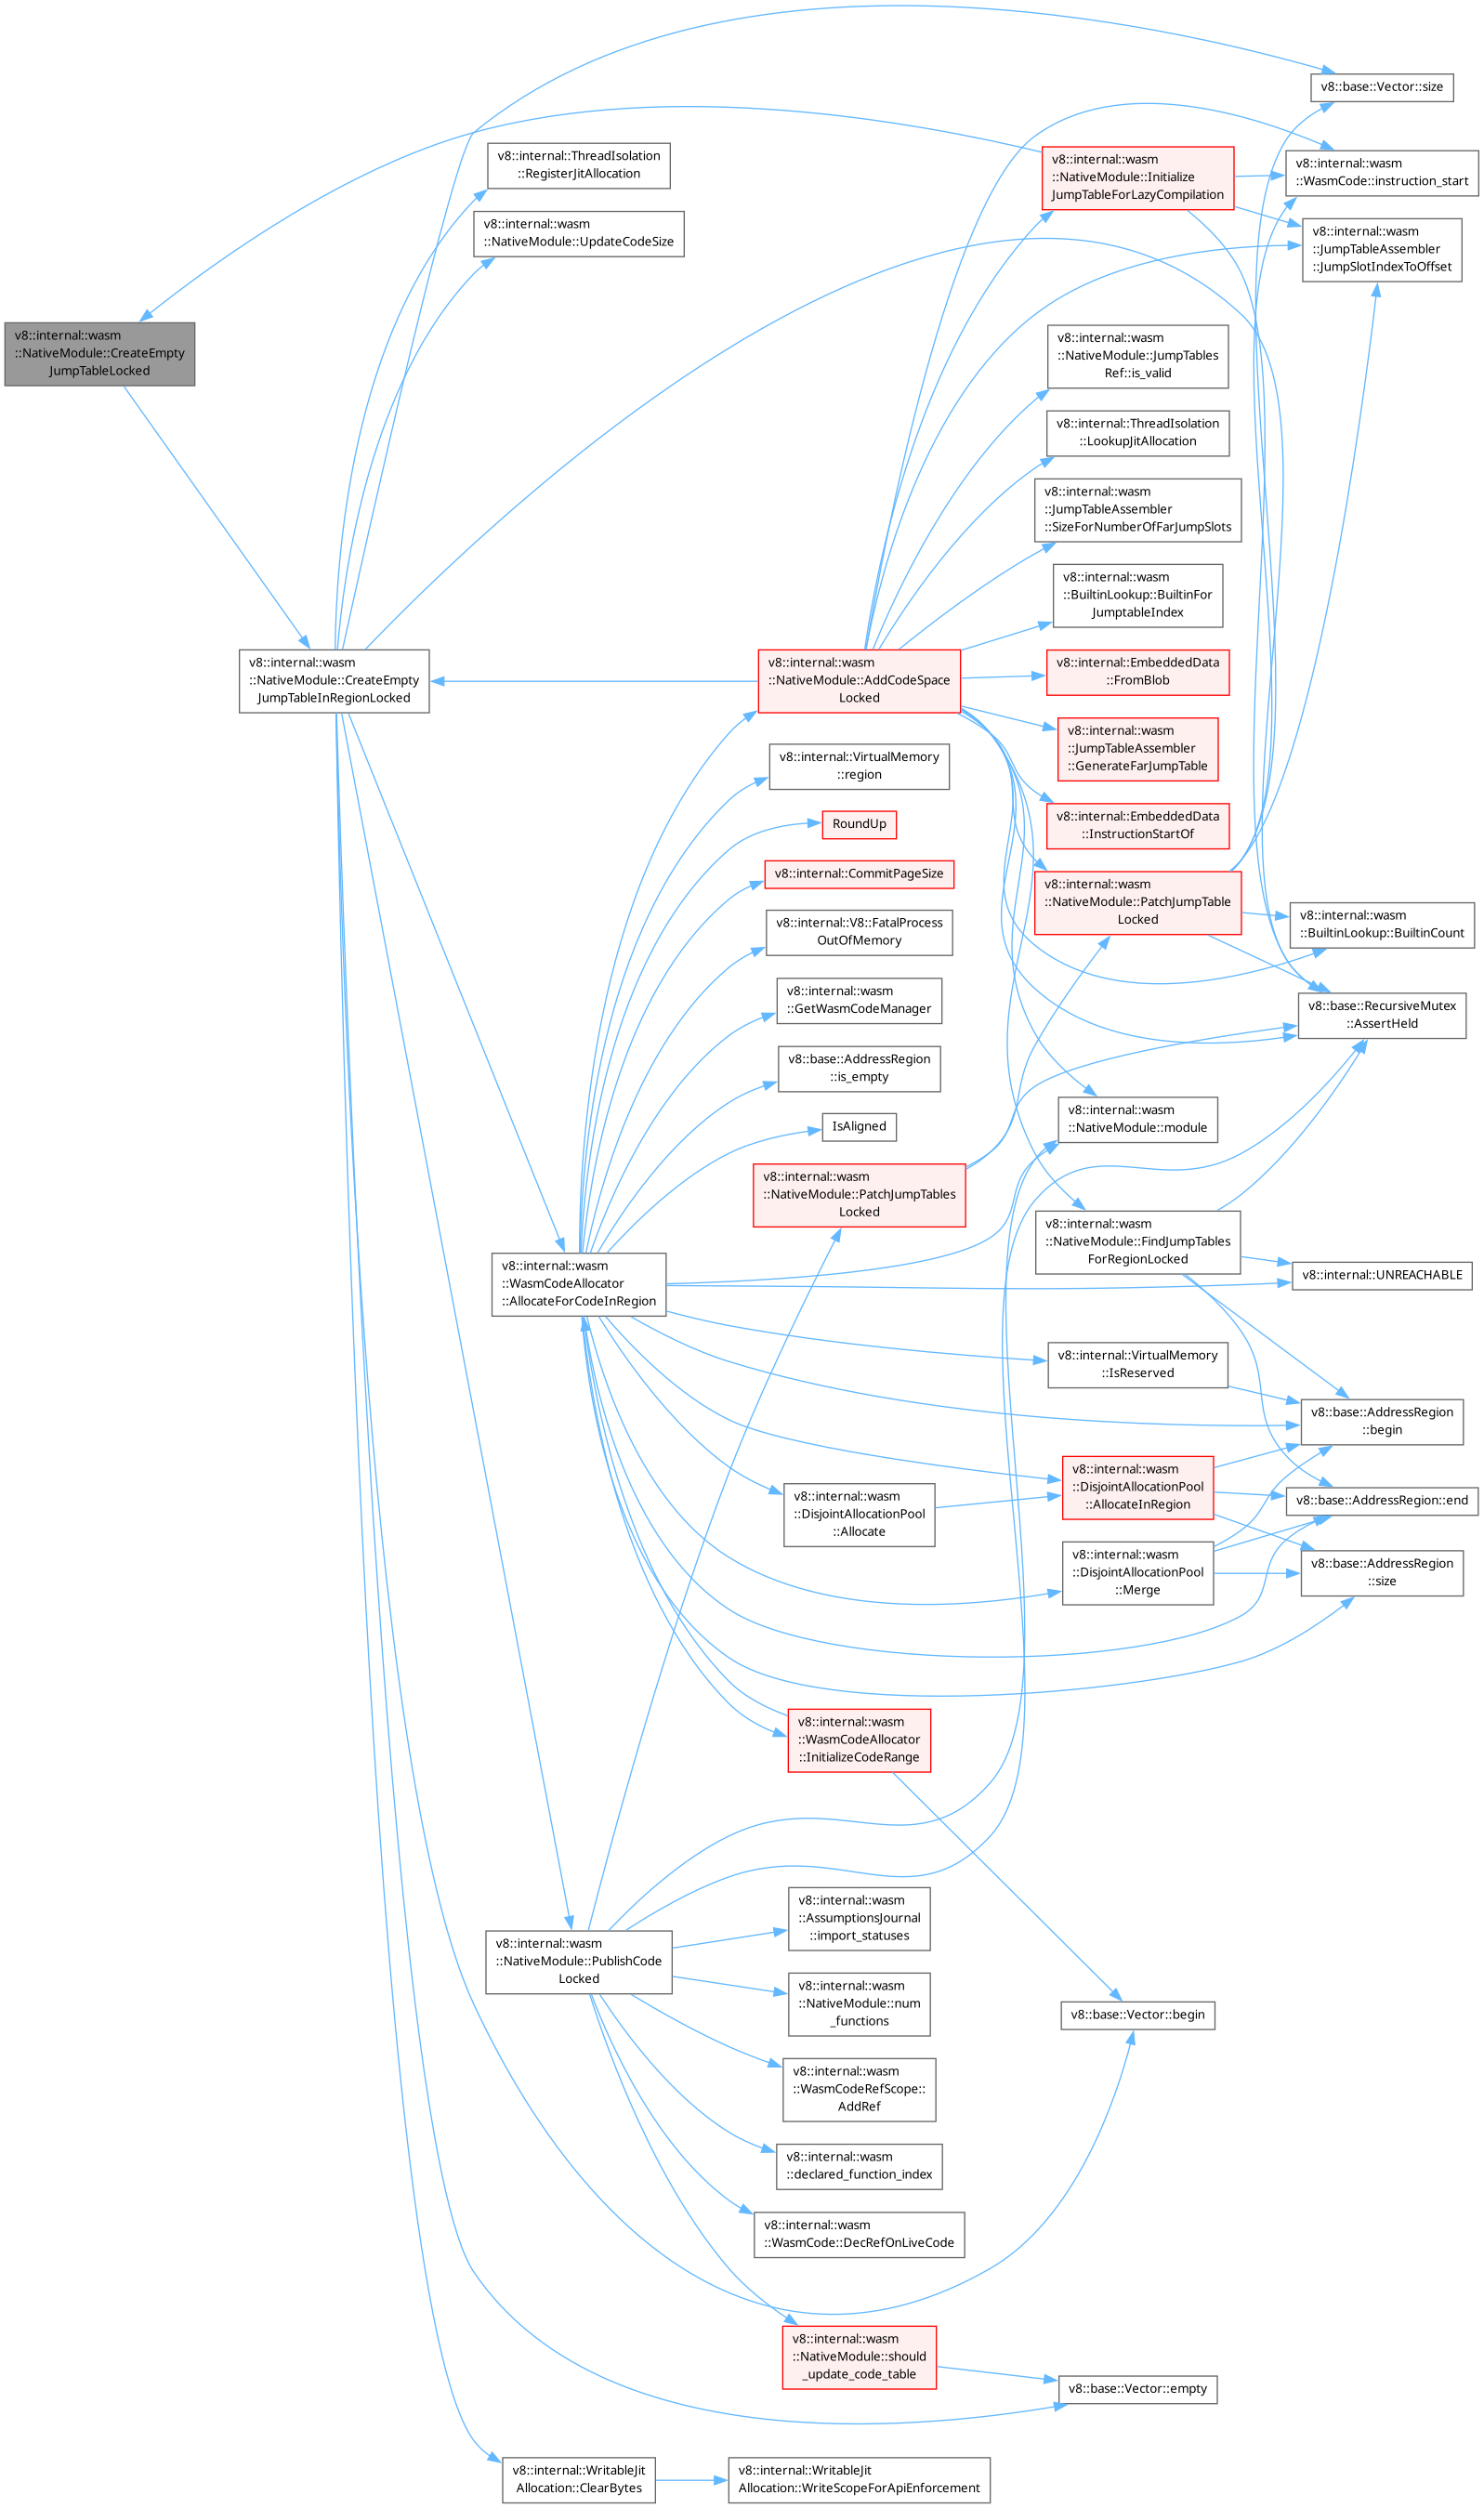 v8::internal::wasm
::NativeModule::CreateEmpty
JumpTableLocked
v8::internal::wasm
::NativeModule::CreateEmpty
JumpTableInRegionLocked
v8::internal::ThreadIsolation
::RegisterJitAllocation
v8::internal::wasm
::NativeModule::UpdateCodeSize
v8::internal::wasm
::WasmCodeAllocator
::AllocateForCodeInRegion
v8::internal::wasm
::NativeModule::PublishCode
Locked
v8::internal::WritableJit
Allocation::ClearBytes
v8::internal::wasm
::NativeModule::AddCodeSpace
Locked
v8::internal::VirtualMemory
::region
RoundUp
v8::internal::CommitPageSize
v8::internal::V8::FatalProcess
OutOfMemory
v8::internal::wasm
::GetWasmCodeManager
v8::base::AddressRegion
::is_empty
IsAligned
v8::internal::wasm
::NativeModule::PatchJumpTables
Locked
v8::internal::wasm
::DisjointAllocationPool
::Allocate
v8::internal::wasm
::WasmCodeAllocator
::InitializeCodeRange
v8::internal::wasm
::AssumptionsJournal
::import_statuses
v8::internal::wasm
::NativeModule::num
_functions
v8::internal::wasm
::WasmCodeRefScope::
AddRef
v8::internal::wasm
::declared_function_index
v8::internal::wasm
::WasmCode::DecRefOnLiveCode
v8::internal::wasm
::NativeModule::should
_update_code_table
v8::internal::WritableJit
Allocation::WriteScopeForApiEnforcement
v8::internal::wasm
::NativeModule::Initialize
JumpTableForLazyCompilation
v8::internal::wasm
::NativeModule::JumpTables
Ref::is_valid
v8::internal::ThreadIsolation
::LookupJitAllocation
v8::internal::wasm
::JumpTableAssembler
::SizeForNumberOfFarJumpSlots
v8::internal::wasm
::BuiltinLookup::BuiltinFor
JumptableIndex
v8::internal::EmbeddedData
::FromBlob
v8::internal::wasm
::JumpTableAssembler
::GenerateFarJumpTable
v8::internal::EmbeddedData
::InstructionStartOf
v8::internal::wasm
::NativeModule::PatchJumpTable
Locked
v8::internal::wasm
::NativeModule::module
v8::internal::wasm
::NativeModule::FindJumpTables
ForRegionLocked
v8::internal::VirtualMemory
::IsReserved
v8::internal::wasm
::DisjointAllocationPool
::AllocateInRegion
v8::internal::wasm
::DisjointAllocationPool
::Merge
v8::base::Vector::begin
v8::base::Vector::empty
v8::base::Vector::size
v8::internal::wasm
::WasmCode::instruction_start
v8::internal::wasm
::JumpTableAssembler
::JumpSlotIndexToOffset
v8::internal::wasm
::BuiltinLookup::BuiltinCount
v8::base::RecursiveMutex
::AssertHeld
v8::internal::UNREACHABLE
v8::base::AddressRegion
::begin
v8::base::AddressRegion::end
v8::base::AddressRegion
::size